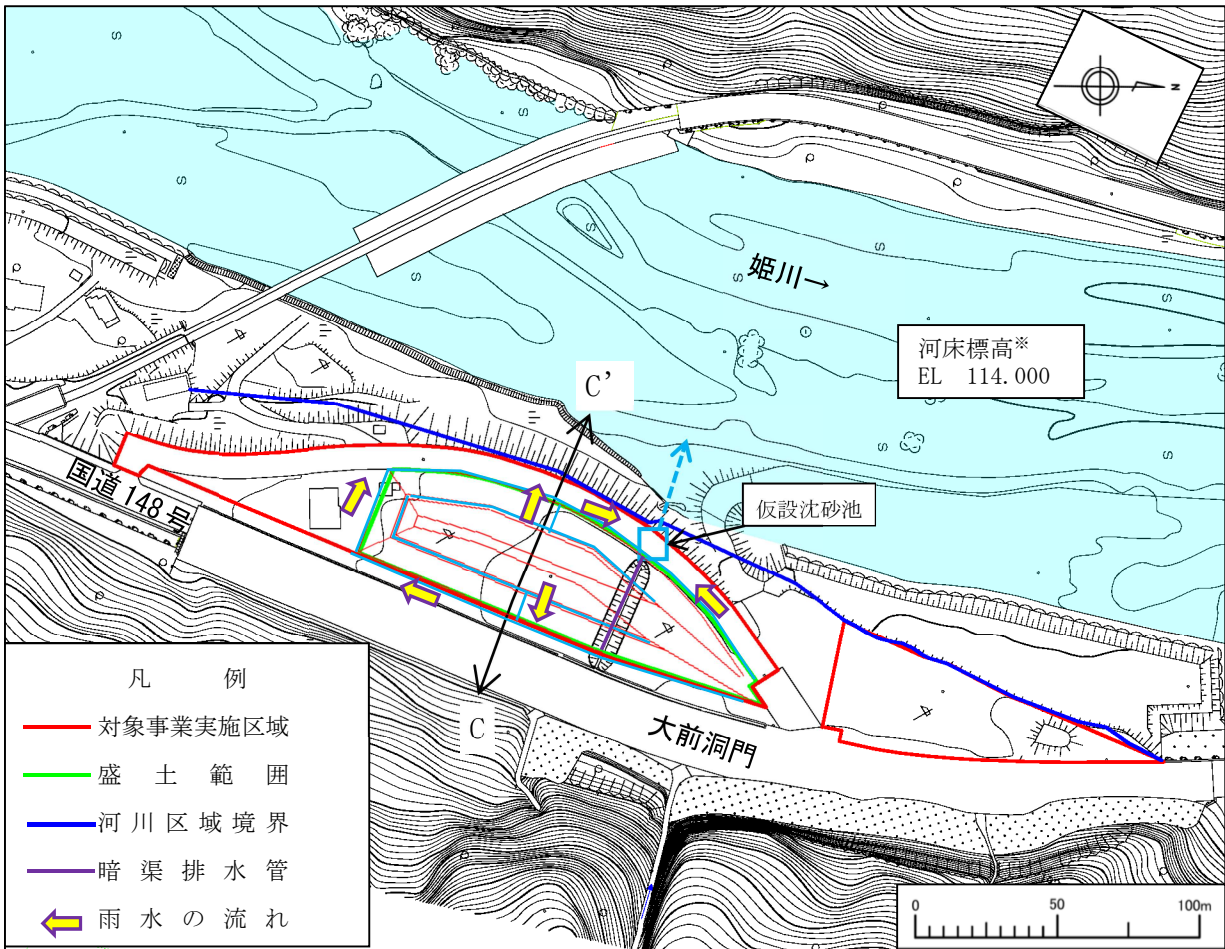 N
姫川→
河床標高※
EL 114.000
C’
国道148号
仮設沈砂池
C
大前洞門
凡例
対象事業実施区域
盛土範囲
河川区域境界
暗渠排水管
雨水の流れ
0 50 100m